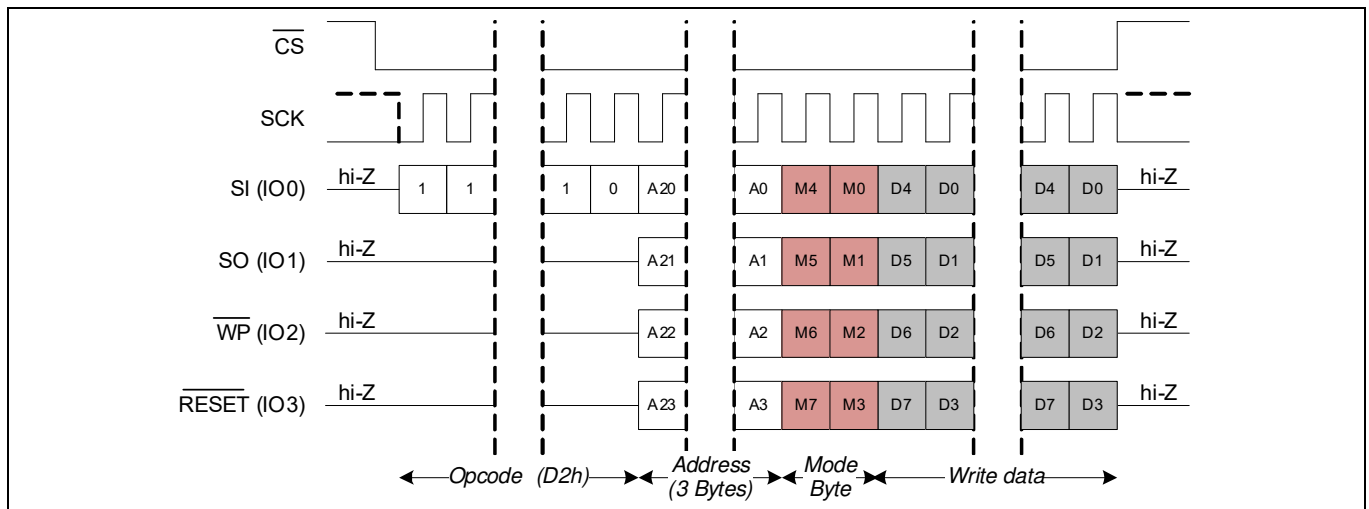 CS
SCK
SI (IO0) hi-Z 1 1 1 0 A20 A0 M4 M0 D4 D0 D4 D0 hi-Z
SO (IO1) hi-Z A21 A1 M5 M1 D5 D1 D5 D1 hi-Z
WP (IO2) hi-Z A22 A2 M6 M2 D6 D2 D6 D2 hi-Z
RESET (IO3) hi-Z A23 A3 M7 M3 D7 D3 D7 D3 hi-Z
Opcode (D2h) Address (3 Bytes) Mode Byte Write data